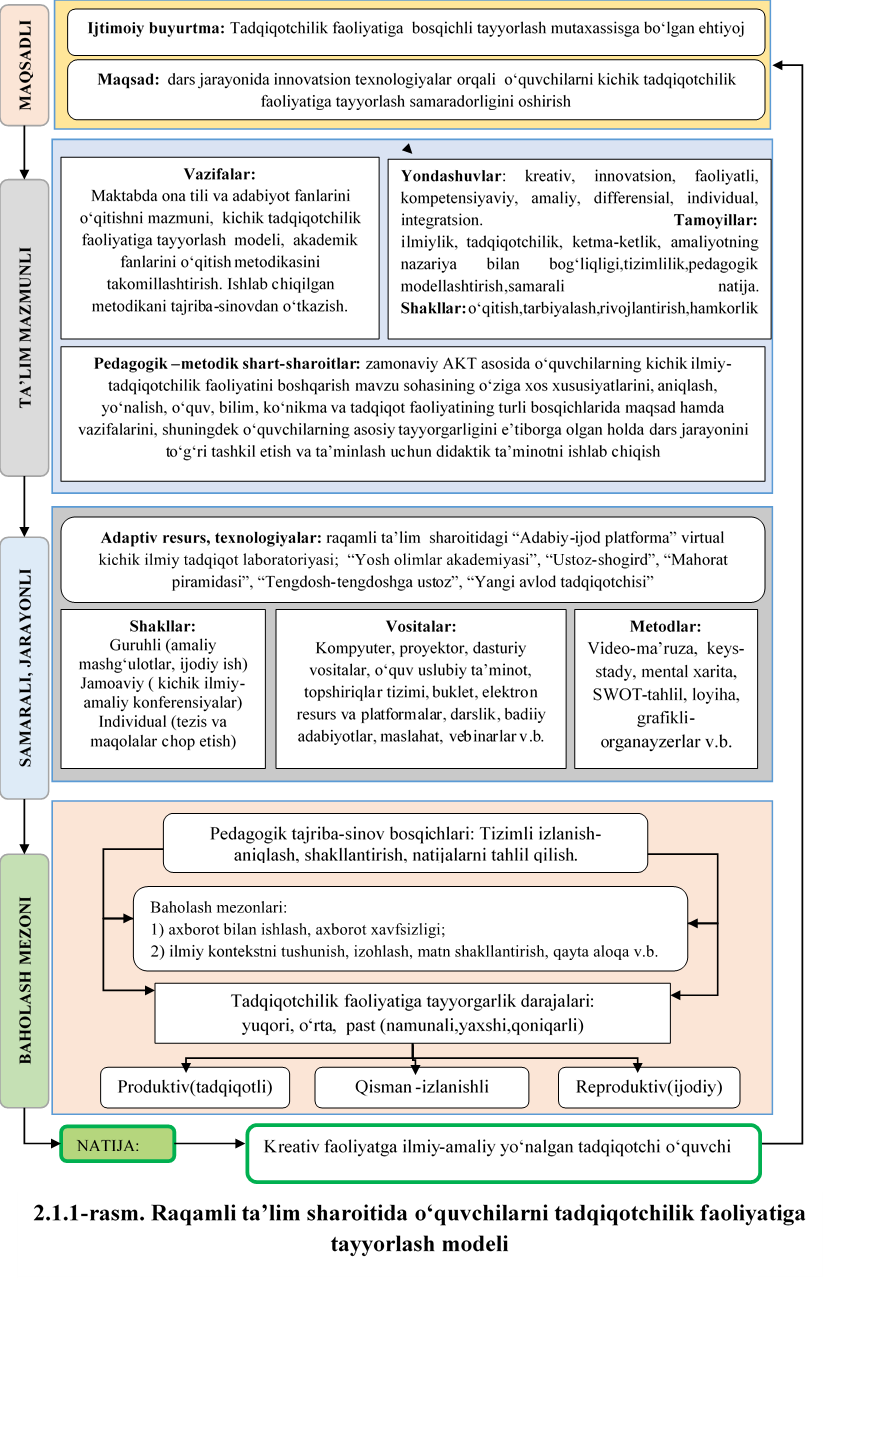 MAQSADLI
Ijtimoiy buyurtma: Tadqiqotchilik faoliyatiga bosqichli tayyorlash mutaxassisga bo‘lgan ehtiyoj
Maqsad: dars jarayonida innovatsion texnologiyalar orqali o‘quvchilarni kichik tadqiqotchilik
faoliyatiga tayyorlash samaradorligini oshirish
TA’LIM MAZMUNLI
Vazifalar:
Maktabda ona tili va adabiyot fanlarini
o‘qitishni mazmuni, kichik tadqiqotchilik
faoliyatiga tayyorlash modeli, akademik
fanlarini o‘qitish metodikasini
takomillashtirish. Ishlab chiqilgan
metodikani tajriba-sinovdan o‘tkazish.
Yondashuvlar: kreativ, innovatsion, faoliyatli,
kompetensiyaviy, amaliy, differensial, individual,
integratsion. Tamoyillar:
ilmiylik, tadqiqotchilik, ketma-ketlik, amaliyotning
nazariya bilan bog‘liqligi,tizimlilik,pedagogik
modellashtirish,samarali natija.
Shakllar:o‘qitish,tarbiyalash,rivojlantirish,hamkorlik
Pedagogik –metodik shart-sharoitlar: zamonaviy AKT asosida o‘quvchilarning kichik ilmiy-
tadqiqotchilik faoliyatini boshqarish mavzu sohasining o‘ziga xos xususiyatlarini, aniqlash,
yo‘nalish, o‘quv, bilim, ko‘nikma va tadqiqot faoliyatining turli bosqichlarida maqsad hamda
vazifalarini, shuningdek o‘quvchilarning asosiy tayyorgarligini e’tiborga olgan holda dars jarayonini
to‘g‘ri tashkil etish va ta’minlash uchun didaktik ta’minotni ishlab chiqish
SAMARALI, JARAYONLI
Adaptiv resurs, texnologiyalar: raqamli ta’lim sharoitidagi “Adabiy-ijod platforma” virtual
kichik ilmiy tadqiqot laboratoriyasi; “Yosh olimlar akademiyasi”, “Ustoz-shogird”, “Mahorat
piramidasi”, “Tengdosh-tengdoshga ustoz”, “Yangi avlod tadqiqotchisi”
Shakllar:
Guruhli (amaliy
mashg‘ulotlar, ijodiy ish)
Jamoaviy ( kichik ilmiy-
amaliy konferensiyalar)
Individual (tezis va
maqolalar chop etish)
Vositalar:
Kompyuter, proyektor, dasturiy
vositalar, o‘quv uslubiy ta’minot,
topshiriqlar tizimi, buklet, elektron
resurs va platformalar, darslik, badiiy
adabiyotlar, maslahat, vebinarlar v.b.
Metodlar:
Video-ma’ruza, keys-
stady, mental xarita,
SWOT-tahlil, loyiha,
grafikli-
organayzerlar v.b.
BAHOLASH MEZONI
Pedagogik tajriba-sinov bosqichlari: Tizimli izlanish-
aniqlash, shakllantirish, natijalarni tahlil qilish.
Baholash mezonlari:
1) axborot bilan ishlash, axborot xavfsizligi;
2) ilmiy kontekstni tushunish, izohlash, matn shakllantirish, qayta aloqa v.b.
Tadqiqotchilik faoliyatiga tayyorgarlik darajalari:
yuqori, o‘rta, past (namunali,yaxshi,qoniqarli)
Produktiv(tadqiqotli)
Qisman -izlanishli
Reproduktiv(ijodiy)
NATIJA:
Kreativ faoliyatga ilmiy-amaliy yo‘nalgan tadqiqotchi o‘quvchi
2.1.1-rasm. Raqamli ta’lim sharoitida o‘quvchilarni tadqiqotchilik faoliyatiga
tayyorlash modeli